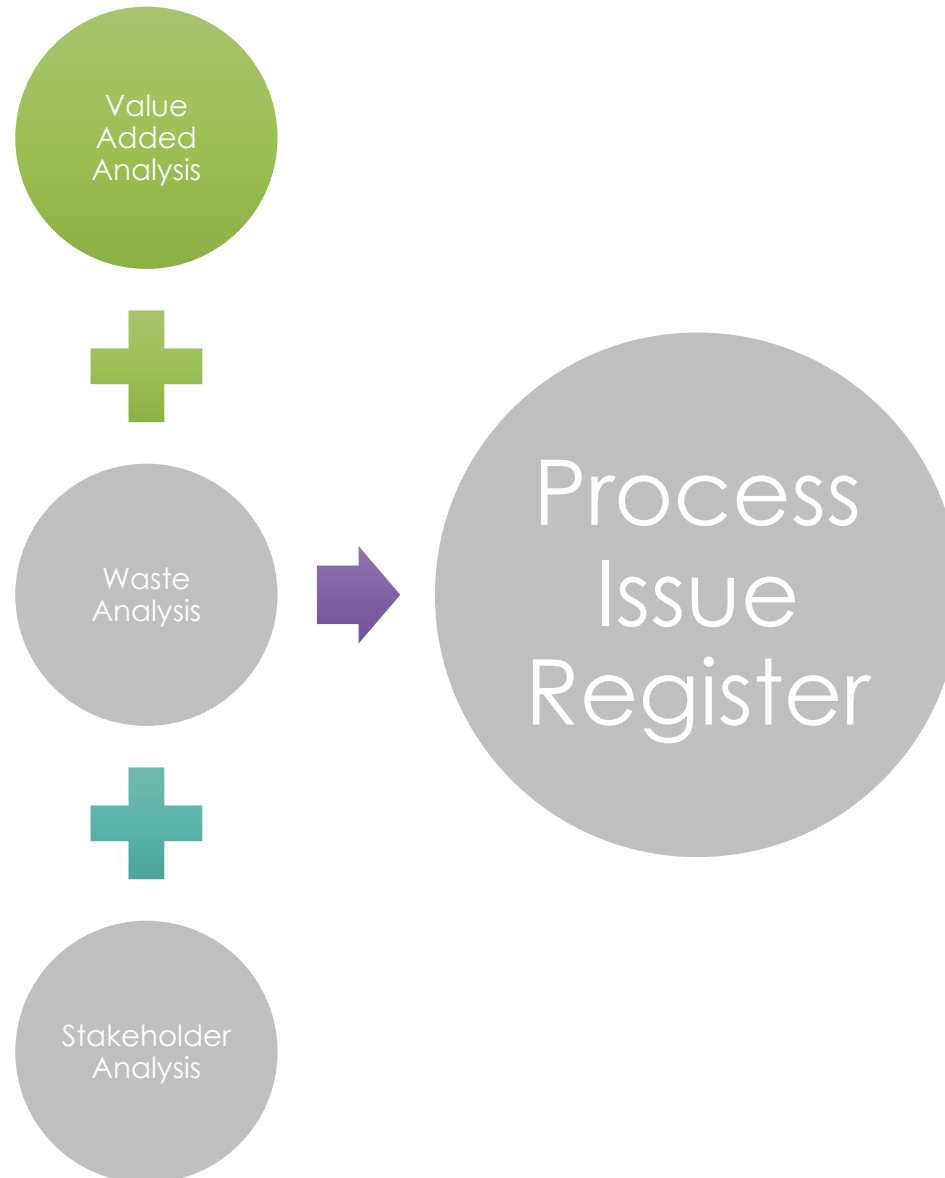 Value
Added
Analysis
Waste
Analysis
Process
Issue
Register
Stakeholder
Analysis